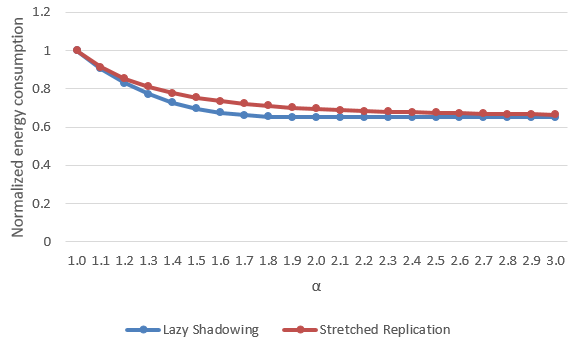 Normalized energy consumption
1.2
1
0.8
0.6
0.4
0.2
0
1.0 1.1 1.2 1.3 1.4 1.5 1.6 1.7 1.8 1.9 2.0 2.1 2.2 2.3 2.4 2.5 2.6 2.7 2.8 2.9 3.0
α
Lazy Shadowing Stretched Replication